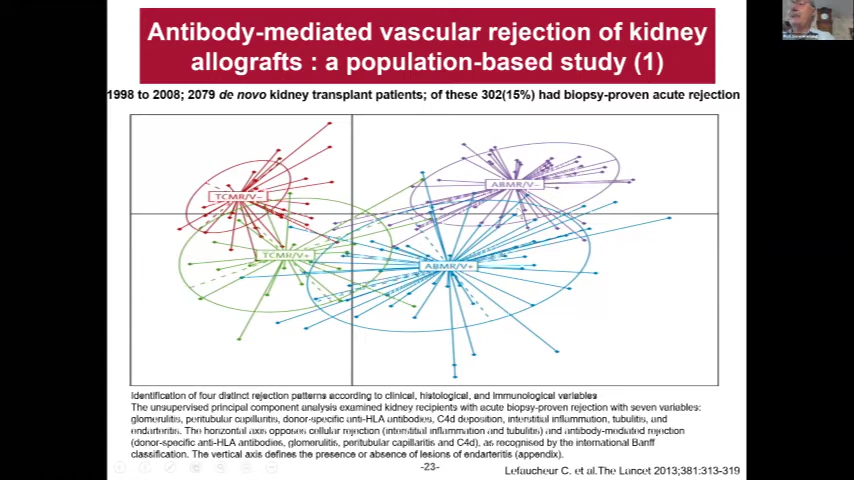 Antibody-mediated vascular rejection of kidney
allografts : a population-based study (1)
1998 to 2008; 2079 de novo kidney transplant patients; of these 302(15%) had biopsy-proven acute rejection
TCMR/V−
ABMR/V−
TCMR/V+
ABMR/V+
Identification of four distinct rejection patterns according to clinical, histological, and immunological variables
The unsupervised principal component analysis examined kidney recipients with acute biopsy-proven rejection with seven variables:
glomerulitis, peritubular capillaritis, donor-specific anti-HLA antibodies, C4d deposition, interstitial inflammation, tubulitis, and
endarteritis. The horizontal axis opposes cellular rejection (interstitial inflammation and tubulitis) and antibody-mediated rejection
(donor-specific anti-HLA antibodies, glomerulitis, peritubular capillaritis and C4d), as recognised by the international Banff
classification. The vertical axis defines the presence or absence of lesions of endarteritis (appendix).
-23-
Lefaucheur C. et al.The Lancet 2013;381:313-319